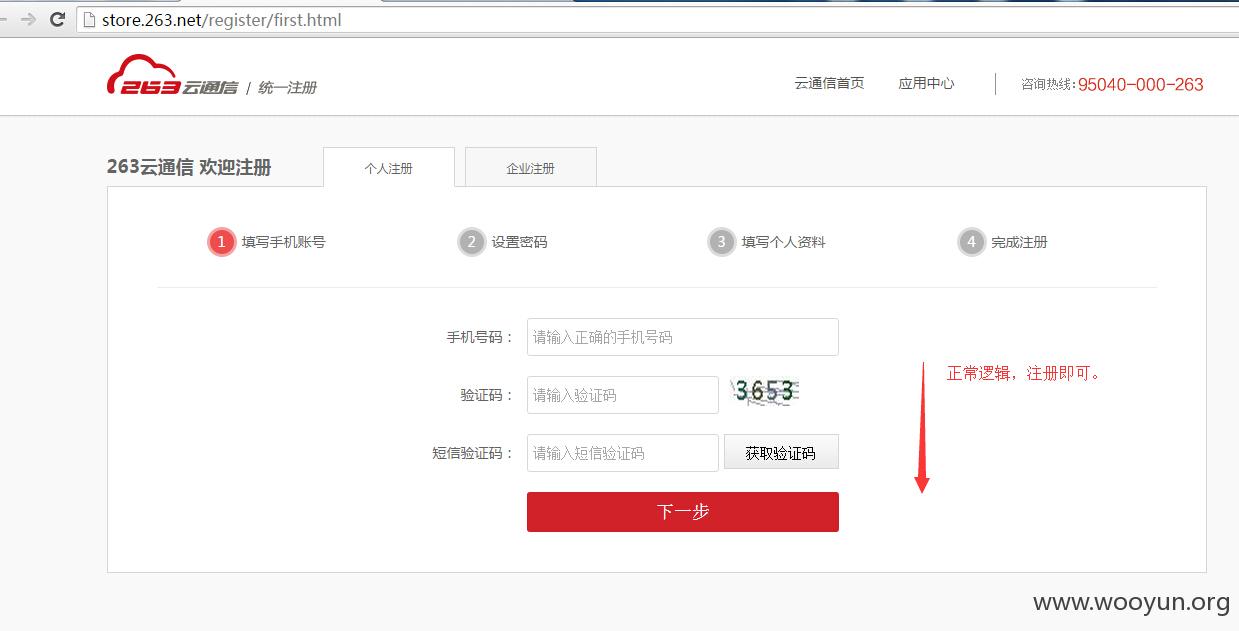 store.263.net/register/first.html
263云通信 / 统一注册
云通信首页 应用中心 咨询热线:95040-000-263
263云通信 欢迎注册 个人注册 企业注册
1 填写手机账号 2 设置密码 3 填写个人资料 4 完成注册
手机号码： 请输入正确的手机号码
正常逻辑，注册即可。
验证码： 请输入验证码 3653
短信验证码： 请输入短信验证码 获取验证码
下一步
www.wooyun.org